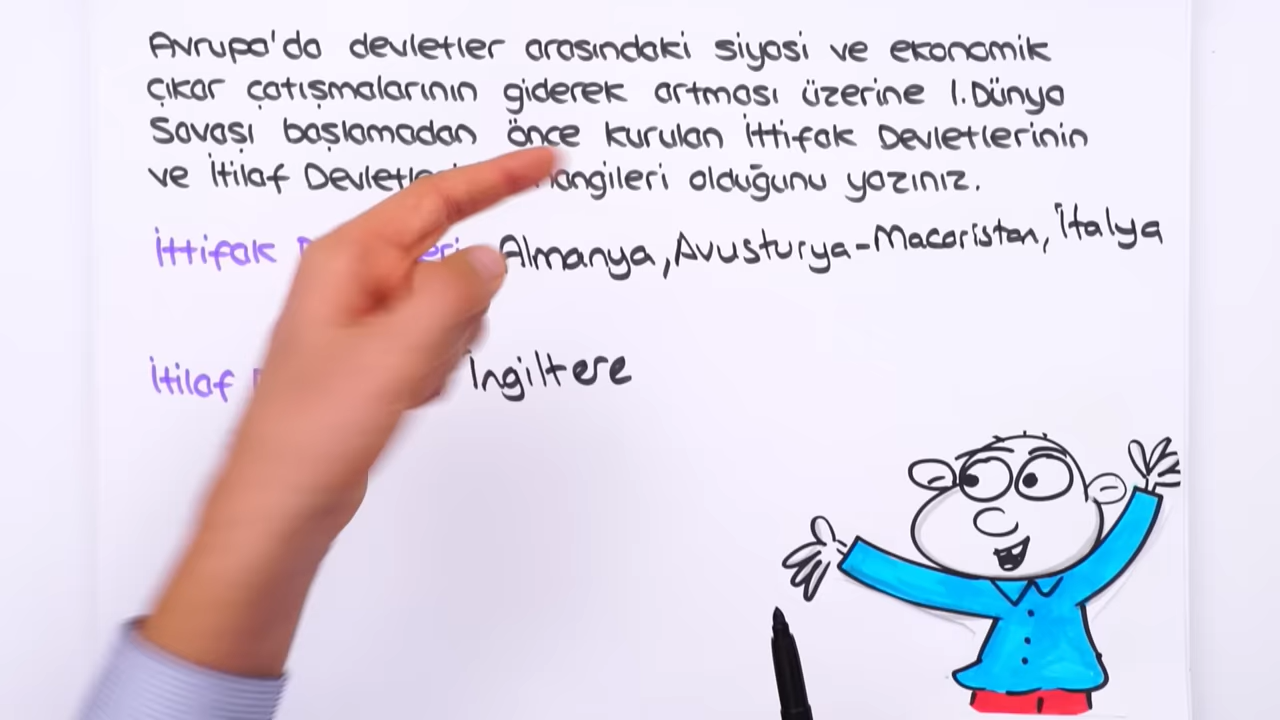 Avrupa'da devletler arasındaki siyasi ve ekonomik
çıkar çatışmalarının giderek artması üzerine I. Dünya
Savaşı başlamadan önce kurulan İttifak Devletlerinin
ve İtilaf hangileri olduğunu yazınız.
İttifak Almanya, Avusturya-Macaristan, İtalya
İtilaf İngiltere